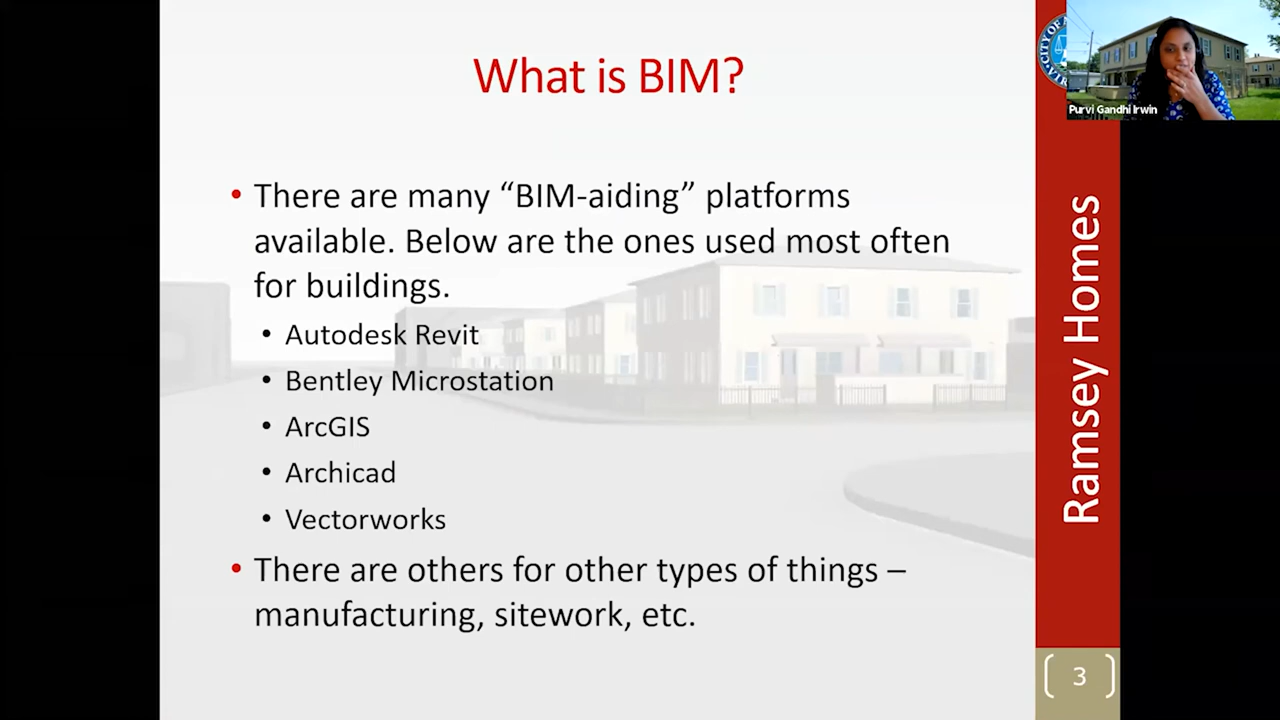 What is BIM?
• There are many “BIM-aiding” platforms
available. Below are the ones used most often
for buildings.
• Autodesk Revit
• Bentley Microstation
• ArcGIS
• Archicad
• Vectorworks
• There are others for other types of things –
manufacturing, sitework, etc.
Ramsey Homes
3
CITY OF
Purvi Gandhi Irwin